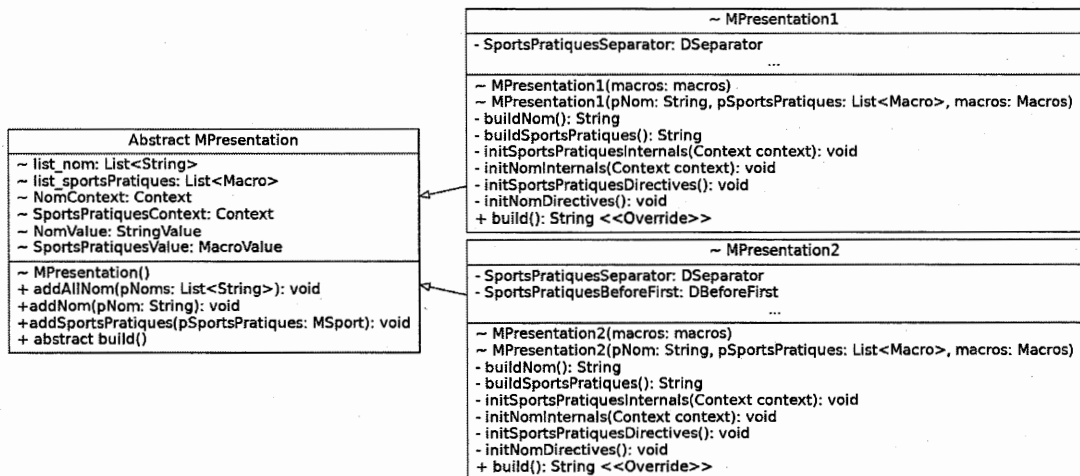 Abstract MPresentation
~ list_nom: List<String>
~ list_sportsPratiques: List<Macro>
~ NomContext: Context
~ SportsPratiquesContext: Context
~ NomValue: StringValue
~ SportsPratiquesValue: MacroValue
~ MPresentation()
+ addAllNom(pNoms: List<String>): void
+addNom(pNom: String): void
+addSportsPratiques(pSportsPratiques: MSport): void
+ abstract build()
~ MPresentation1
- SportsPratiquesSeparator: DSeparator
...
~ MPresentation1(macros: macros)
~ MPresentation1(pNom: String, pSportsPratiques: List<Macro>, macros: Macros)
- buildNom(): String
- buildSportsPratiques(): String
- initSportsPratiquesInternals(Context context): void
- initNomInternals(Context context): void
- initSportsPratiquesDirectives(): void
- initNomDirectives(): void
+ build(): String <<Override>>
~ MPresentation2
- SportsPratiquesSeparator: DSeparator
- SportsPratiquesBeforeFirst: DBeforeFirst
...
~ MPresentation2(macros: macros)
~ MPresentation2(pNom: String, pSportsPratiques: List<Macro>, macros: Macros)
- buildNom(): String
- buildSportsPratiques(): String
- initSportsPratiquesInternals(Context context): void
- initNomInternals(Context context): void
- initSportsPratiquesDirectives(): void
- initNomDirectives(): void
+ build(): String <<Override>>